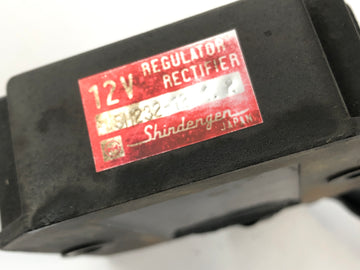 12V REGULATOR
RECTIFIER
Shindengen
JAPAN